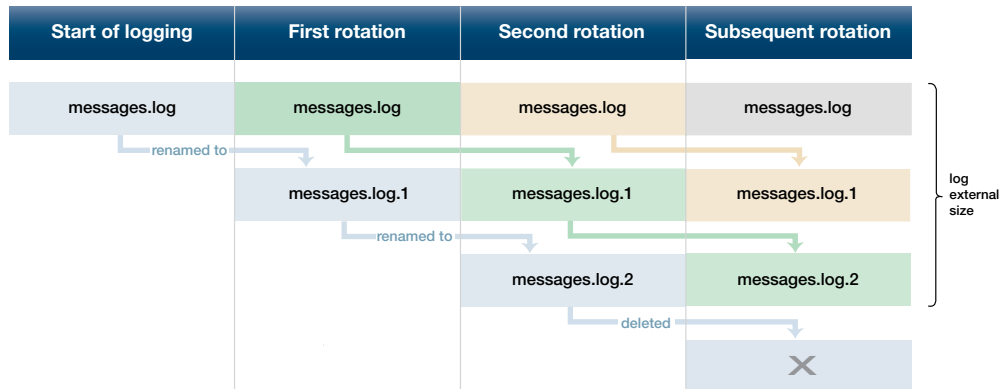 Start of logging
First rotation
Second rotation
Subsequent rotation
messages.log
messages.log
messages.log
messages.log
renamed to
messages.log.1
messages.log.1
messages.log.1
log
external
size
renamed to
messages.log.2
messages.log.2
deleted
X